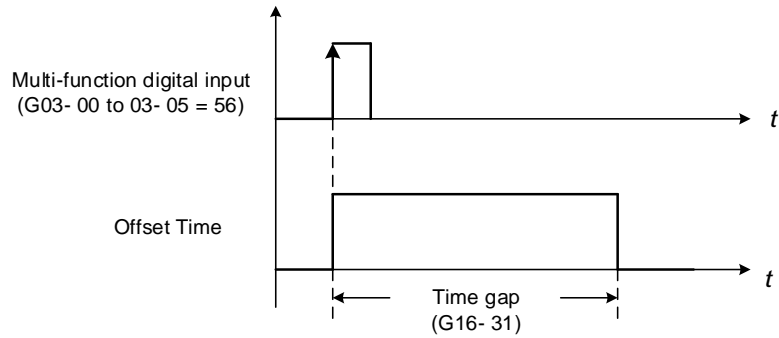 Multi-function digital input
(G03- 00 to 03- 05 = 56)
t
Offset Time
t
Time gap
(G16- 31)